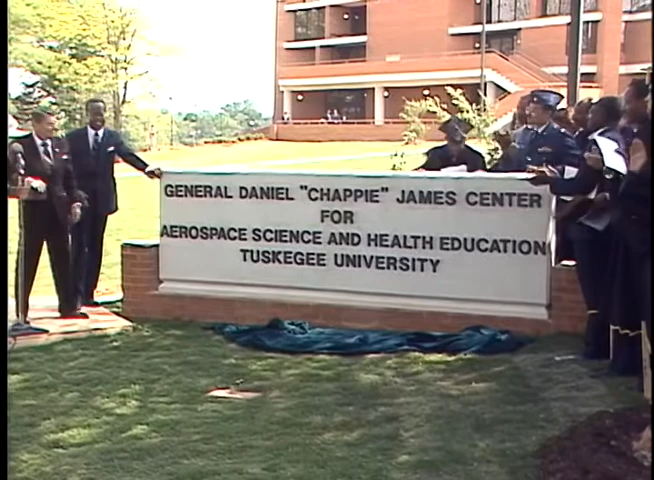 GENERAL DANIEL "CHAPPIE" JAMES CENTER
FOR
AEROSPACE SCIENCE AND HEALTH EDUCATION
TUSKEGEE UNIVERSITY